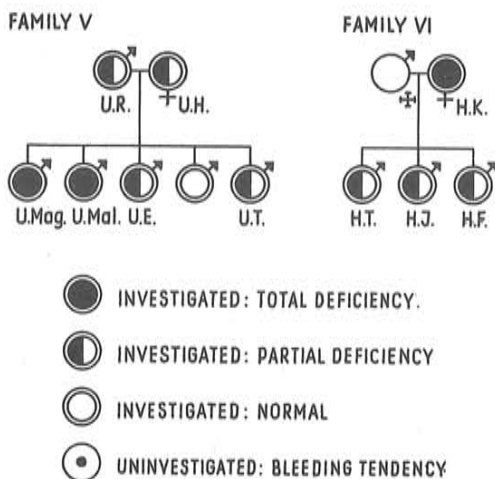 FAMILY V
FAMILY VI
U.R. U.H.
H.K.
U.Mag. U.Mal. U.E. U.T.
H.T. H.J. H.F.
INVESTIGATED: TOTAL DEFICIENCY.
INVESTIGATED: PARTIAL DEFICIENCY
INVESTIGATED: NORMAL
UNINVESTIGATED: BLEEDING TENDENCY